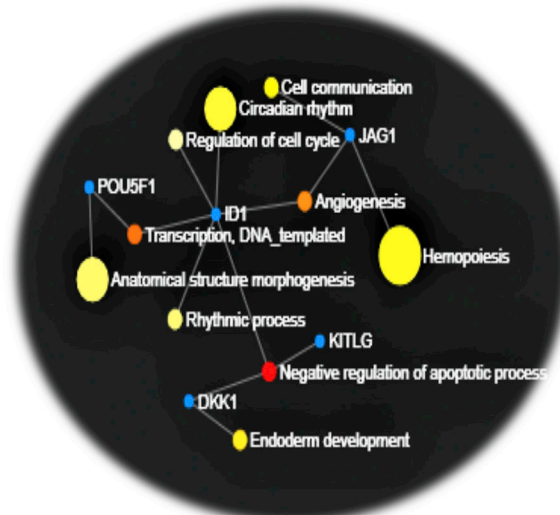 Cell communication
Circadian rhythm
JAG1
Regulation of cell cycle
POU5F1
Angiogenesis
ID1
Transcription, DNA_templated
Hemopoiesis
Anatomical structure morphogenesis
Rhythmic process
KITLG
Negative regulation of apoptotic process
DKK1
Endoderm development